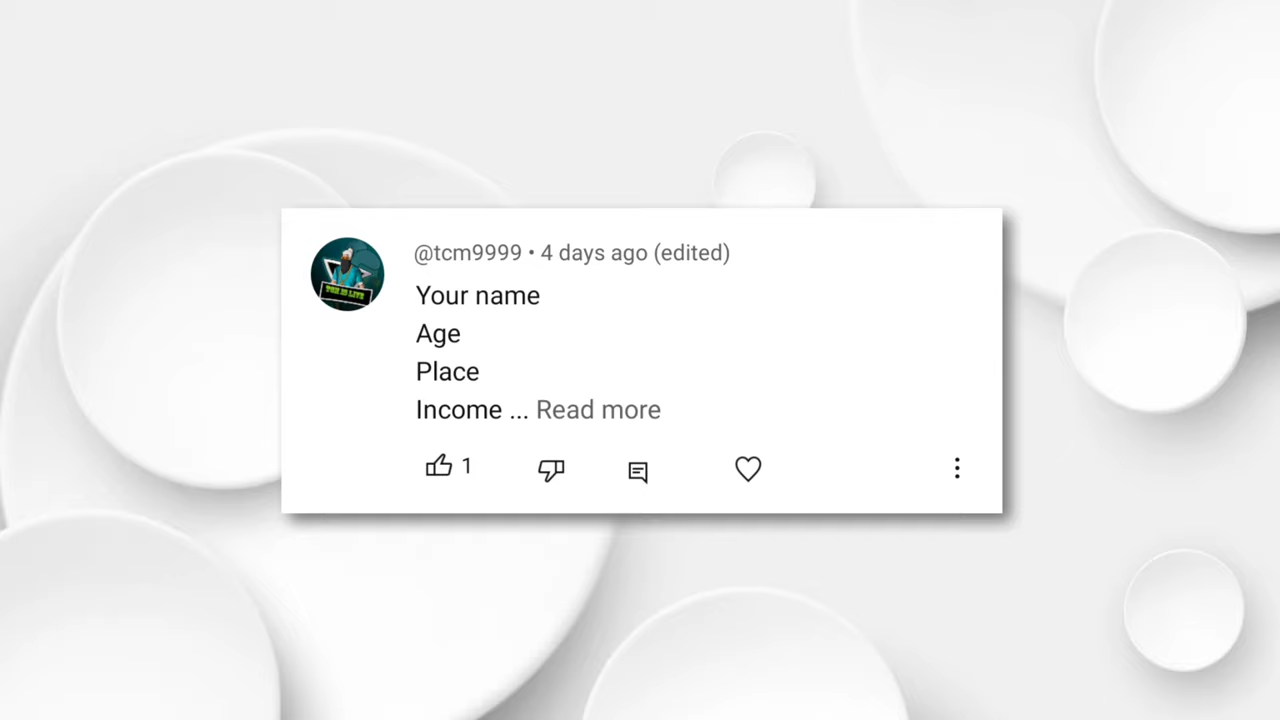 @tcm9999 • 4 days ago (edited)
Your name
Age
Place
Income ... Read more
1